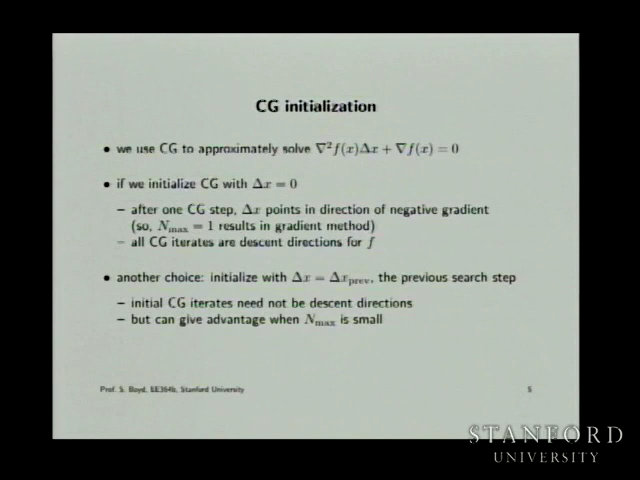 CG initialization
• we use CG to approximately solve ∇²f(x)Δx + ∇f(x) = 0
• if we initialize CG with Δx = 0
– after one CG step, Δx points in direction of negative gradient
(so, Nmax = 1 results in gradient method)
– all CG iterates are descent directions for f
• another choice: initialize with Δx = Δxprev, the previous search step
– initial CG iterates need not be descent directions
– but can give advantage when Nmax is small
Prof. S. Boyd, EE364b, Stanford University 5
STANFORD
UNIVERSITY